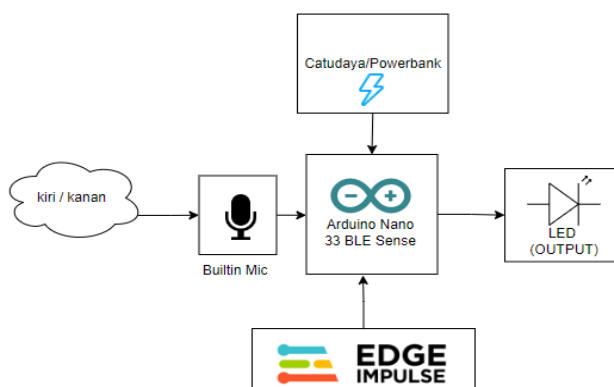 Catudaya/Powerbank
kiri / kanan
Builtin Mic
Arduino Nano
33 BLE Sense
LED
(OUTPUT)
EDGE
IMPULSE